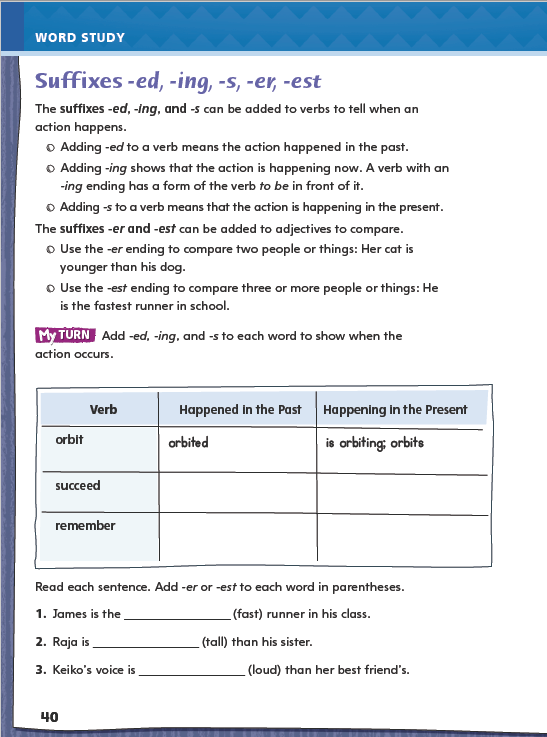 WORD STUDY
Suffixes -ed, -ing, -s, -er, -est
The suffixes -ed, -ing, and -s can be added to verbs to tell when an
action happens.
Adding -ed to a verb means the action happened in the past.
Adding -ing shows that the action is happening now. A verb with an
-ing ending has a form of the verb to be in front of it.
Adding -s to a verb means that the action is happening in the present.
The suffixes -er and -est can be added to adjectives to compare.
Use the -er ending to compare two people or things: Her cat is
younger than his dog.
Use the -est ending to compare three or more people or things: He
is the fastest runner in school.
My TURN Add -ed, -ing, and -s to each word to show when the
action occurs.
Verb Happened in the Past Happening in the Present
orbit orbited is orbiting; orbits
succeed
remember
Read each sentence. Add -er or -est to each word in parentheses.
1. James is the ________________ (fast) runner in his class.
2. Raja is ________________ (tall) than his sister.
3. Keiko's voice is ________________ (loud) than her best friend's.
40